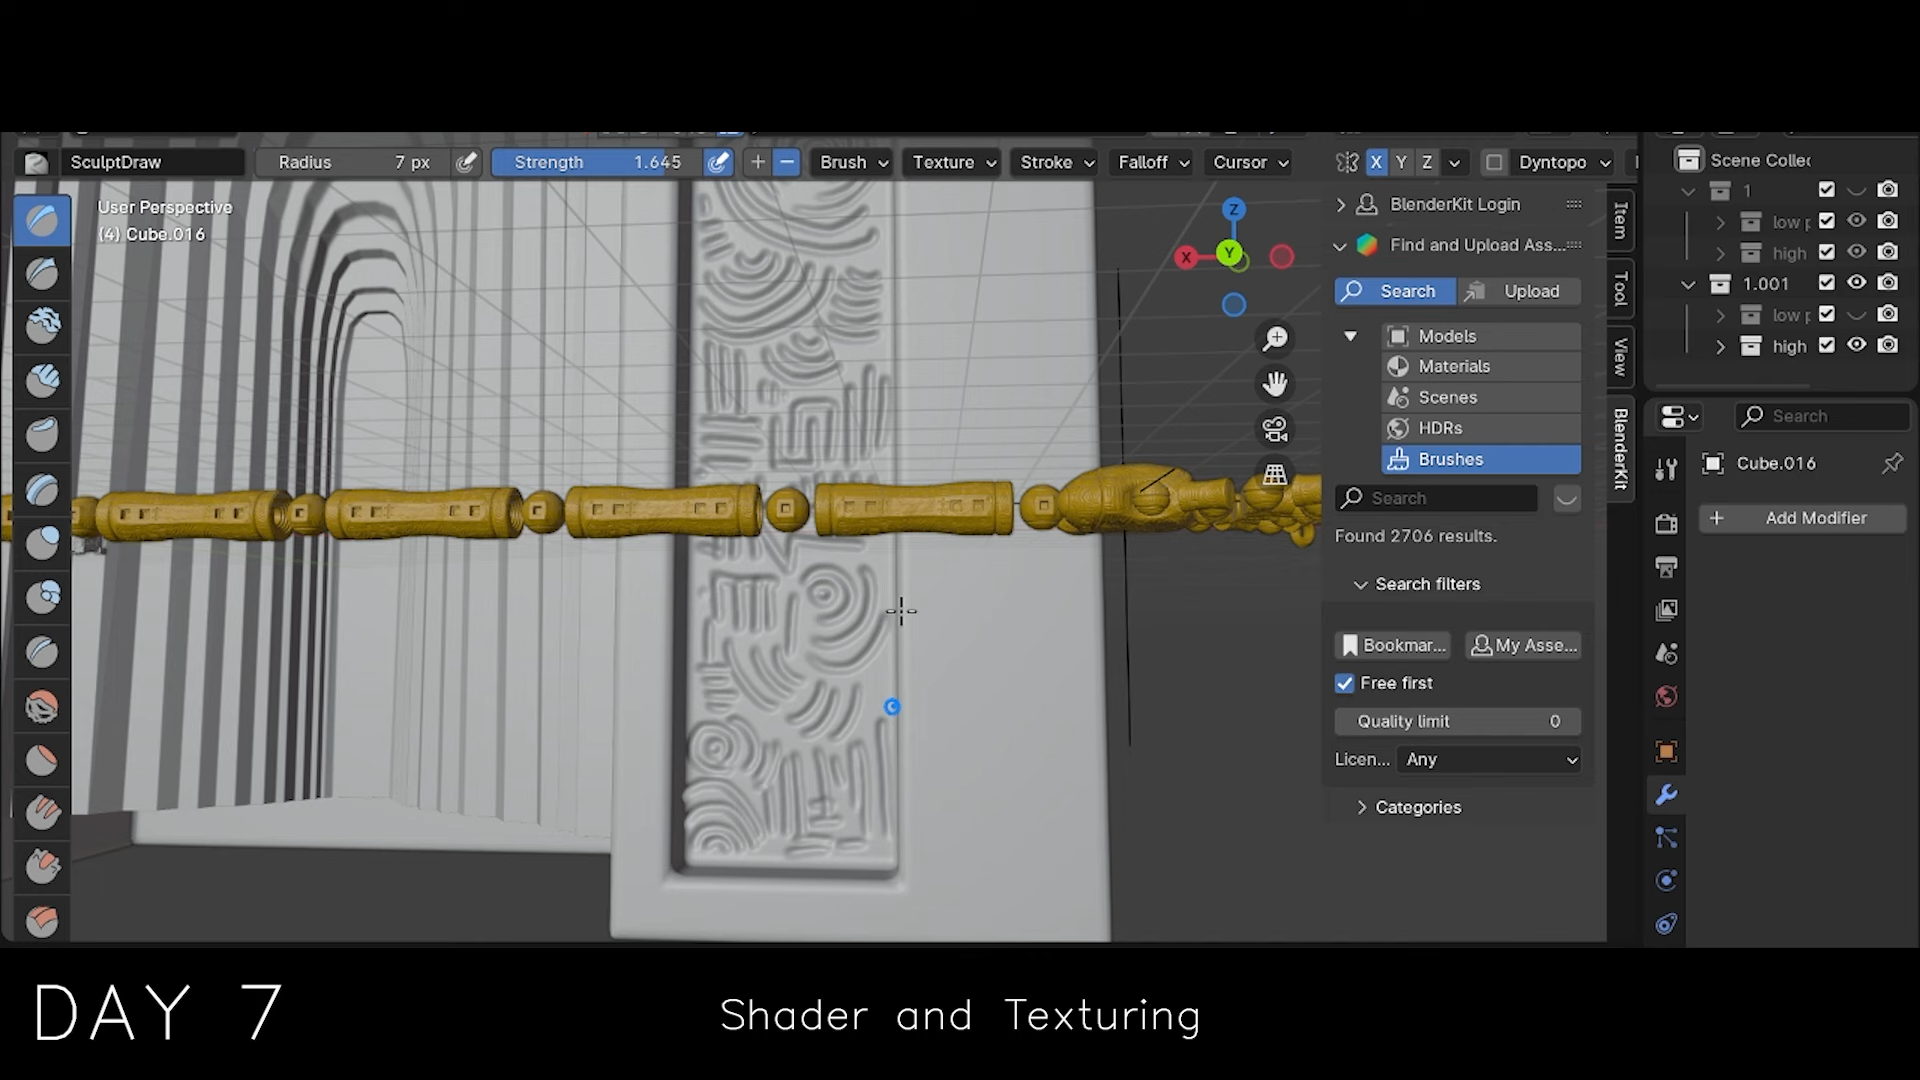 SculptDraw Radius 7 px Strength 1.645 Brush Texture Stroke Falloff Cursor X Y Z Dyntopo
Scene Collec
User Perspective
(4) Cube.016
Z
X Y
BlenderKit Login
Find and Upload Ass...
Search Upload
Models
Materials
Scenes
HDRs
Brushes
Search
Found 2706 results.
Search filters
Bookmar... My Asse...
Free first
Quality limit 0
Licen... Any
Categories
Item
Tool
View
BlenderKit
1
low p
high
1.001
low p
high
Search
Cube.016
Add Modifier
DAY 7
Shader and Texturing